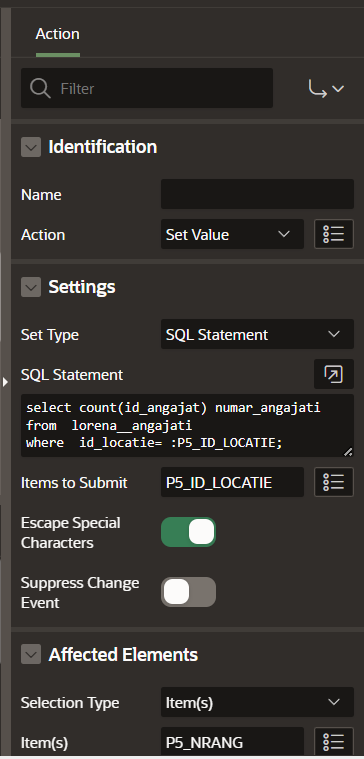 Action
Filter
Identification
Name
Action Set Value
Settings
Set Type SQL Statement
SQL Statement
select count(id_angajat) numar_angajati
from  lorena__angajati
where  id_locatie= :P5_ID_LOCATIE;
Items to Submit P5_ID_LOCATIE
Escape Special
Characters
Suppress Change
Event
Affected Elements
Selection Type Item(s)
Item(s) P5_NRANG